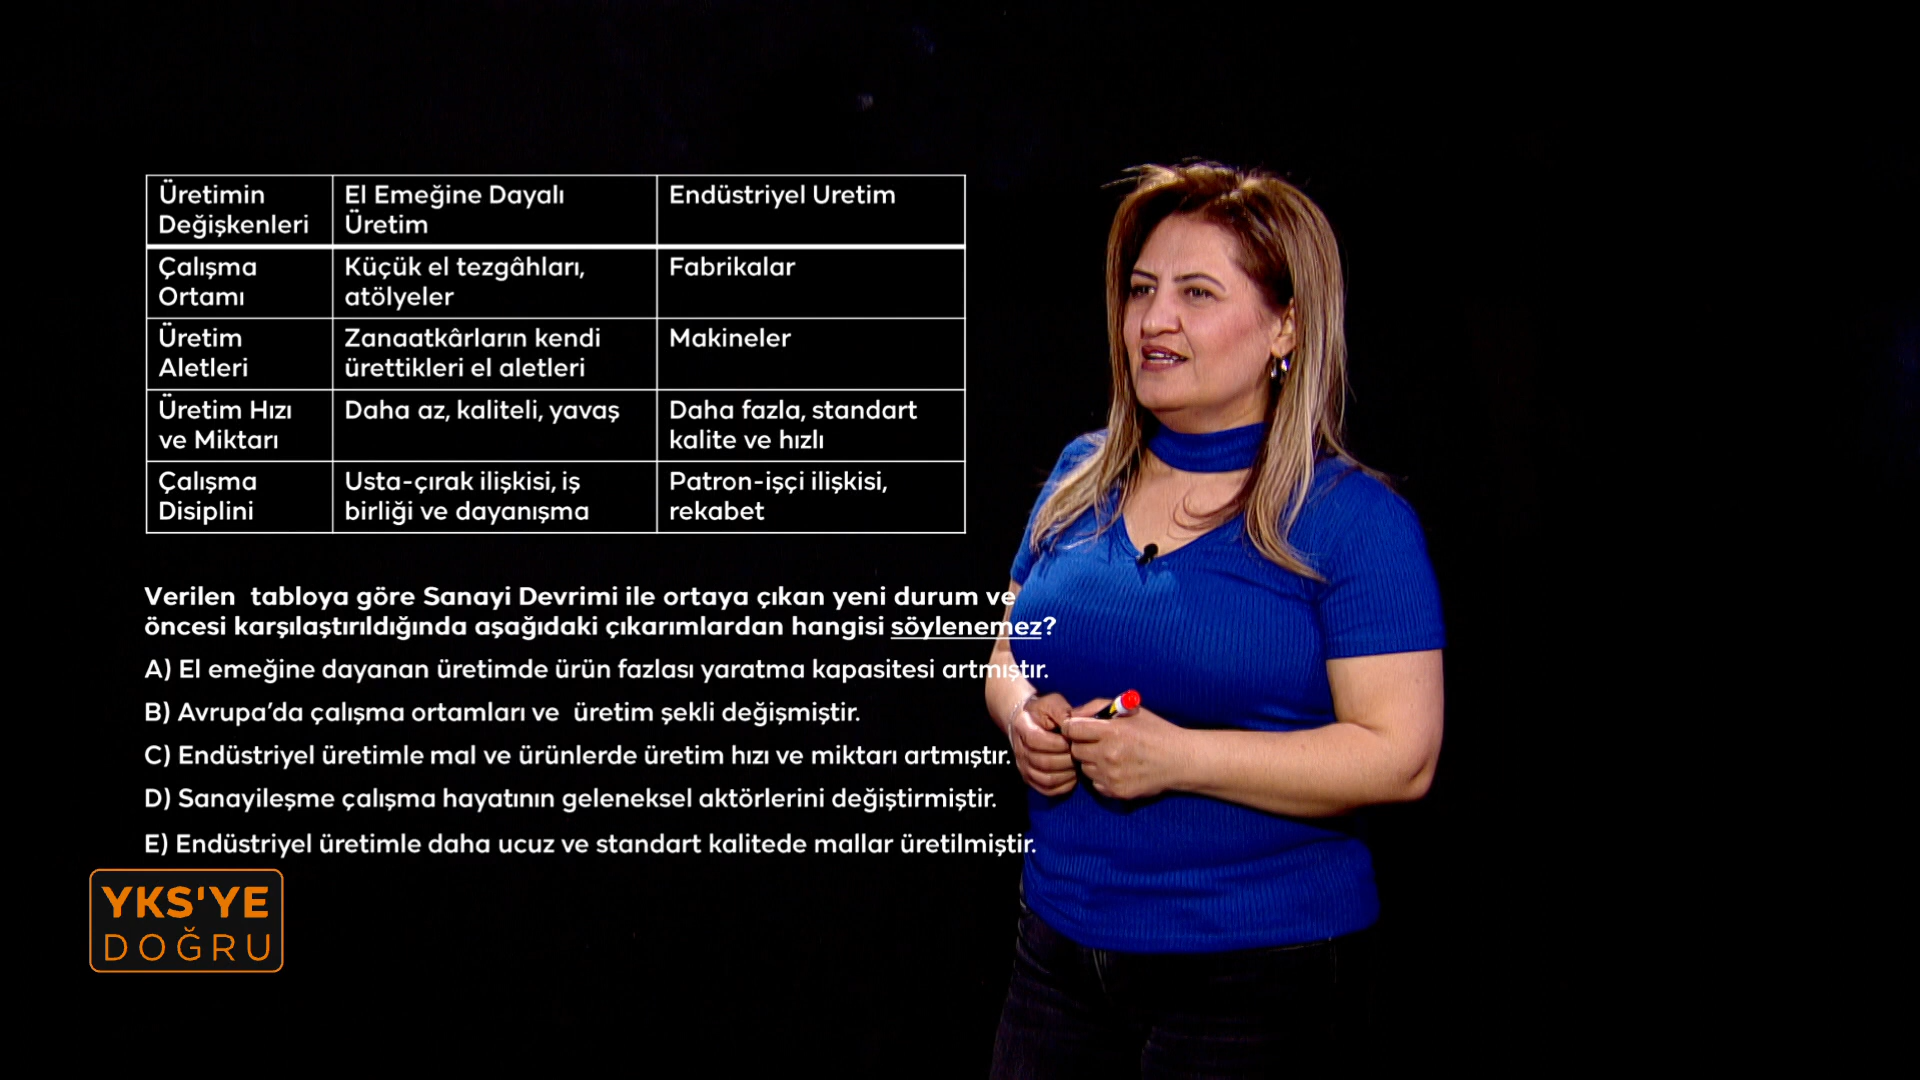 Üretimin Değişkenleri
El Emeğine Dayalı Üretim
Endüstriyel Uretim
Çalışma Ortamı
Küçük el tezgâhları, atölyeler
Fabrikalar
Üretim Aletleri
Zanaatkârların kendi ürettikleri el aletleri
Makineler
Üretim Hızı ve Miktarı
Daha az, kaliteli, yavaş
Daha fazla, standart kalite ve hızlı
Çalışma Disiplini
Usta-çırak ilişkisi, iş birliği ve dayanışma
Patron-işçi ilişkisi, rekabet
Verilen tabloya göre Sanayi Devrimi ile ortaya çıkan yeni durum ve
öncesi karşılaştırıldığında aşağıdaki çıkarımlardan hangisi söylenemez?
A) El emeğine dayanan üretimde ürün fazlası yaratma kapasitesi artmıştır.
B) Avrupa'da çalışma ortamları ve üretim şekli değişmiştir.
C) Endüstriyel üretimle mal ve ürünlerde üretim hızı ve miktarı artmıştır.
D) Sanayileşme çalışma hayatının geleneksel aktörlerini değiştirmiştir.
E) Endüstriyel üretimle daha ucuz ve standart kalitede mallar üretilmiştir.
YKS'YE
DOĞRU